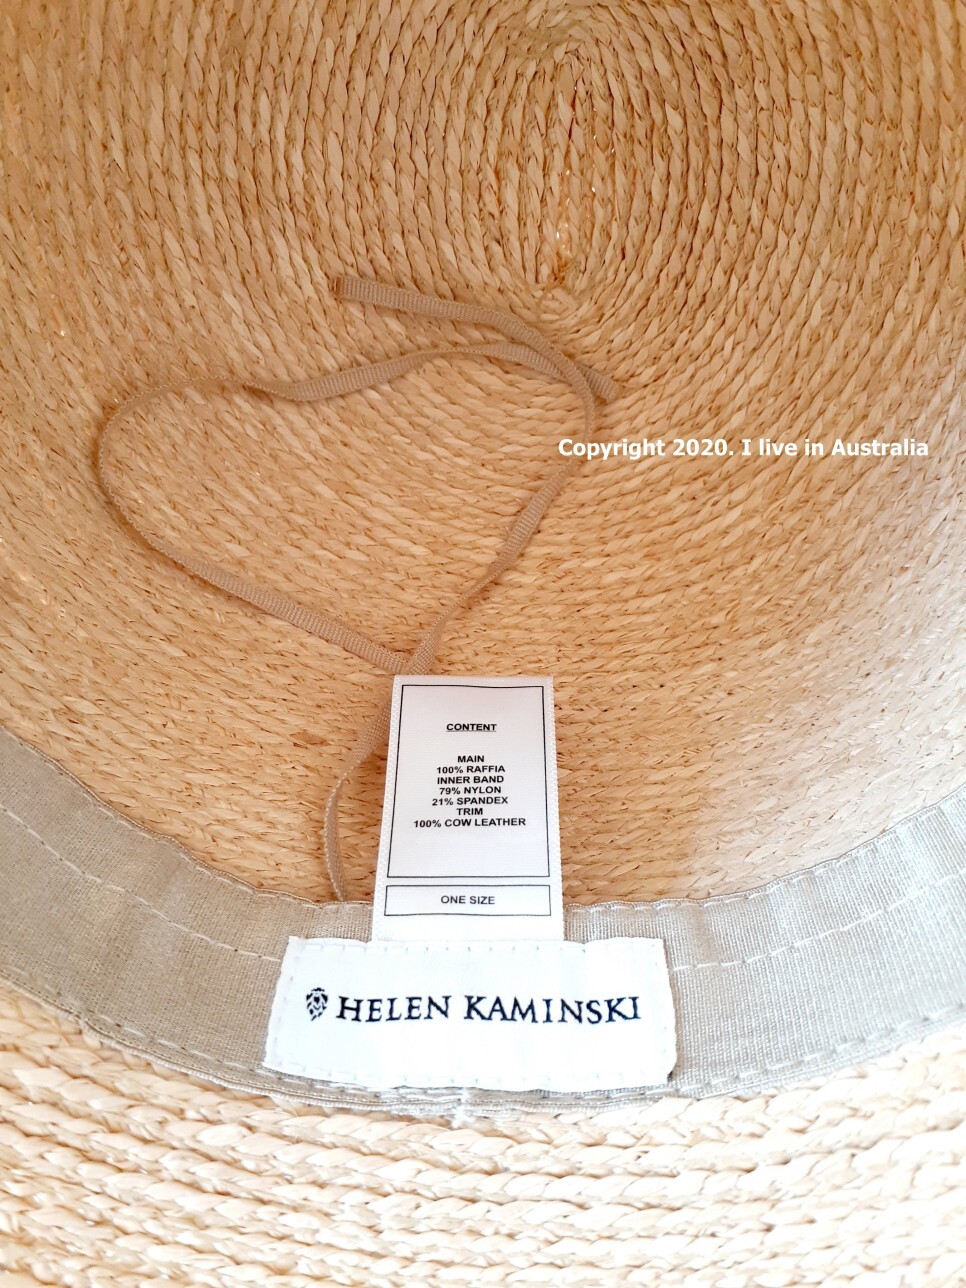 Copyright 2020. I live in Australia
CONTENT
MAIN
100% RAFFIA
INNER BAND
79% NYLON
21% SPANDEX
TRIM
100% COW LEATHER
ONE SIZE
HELEN KAMINSKI